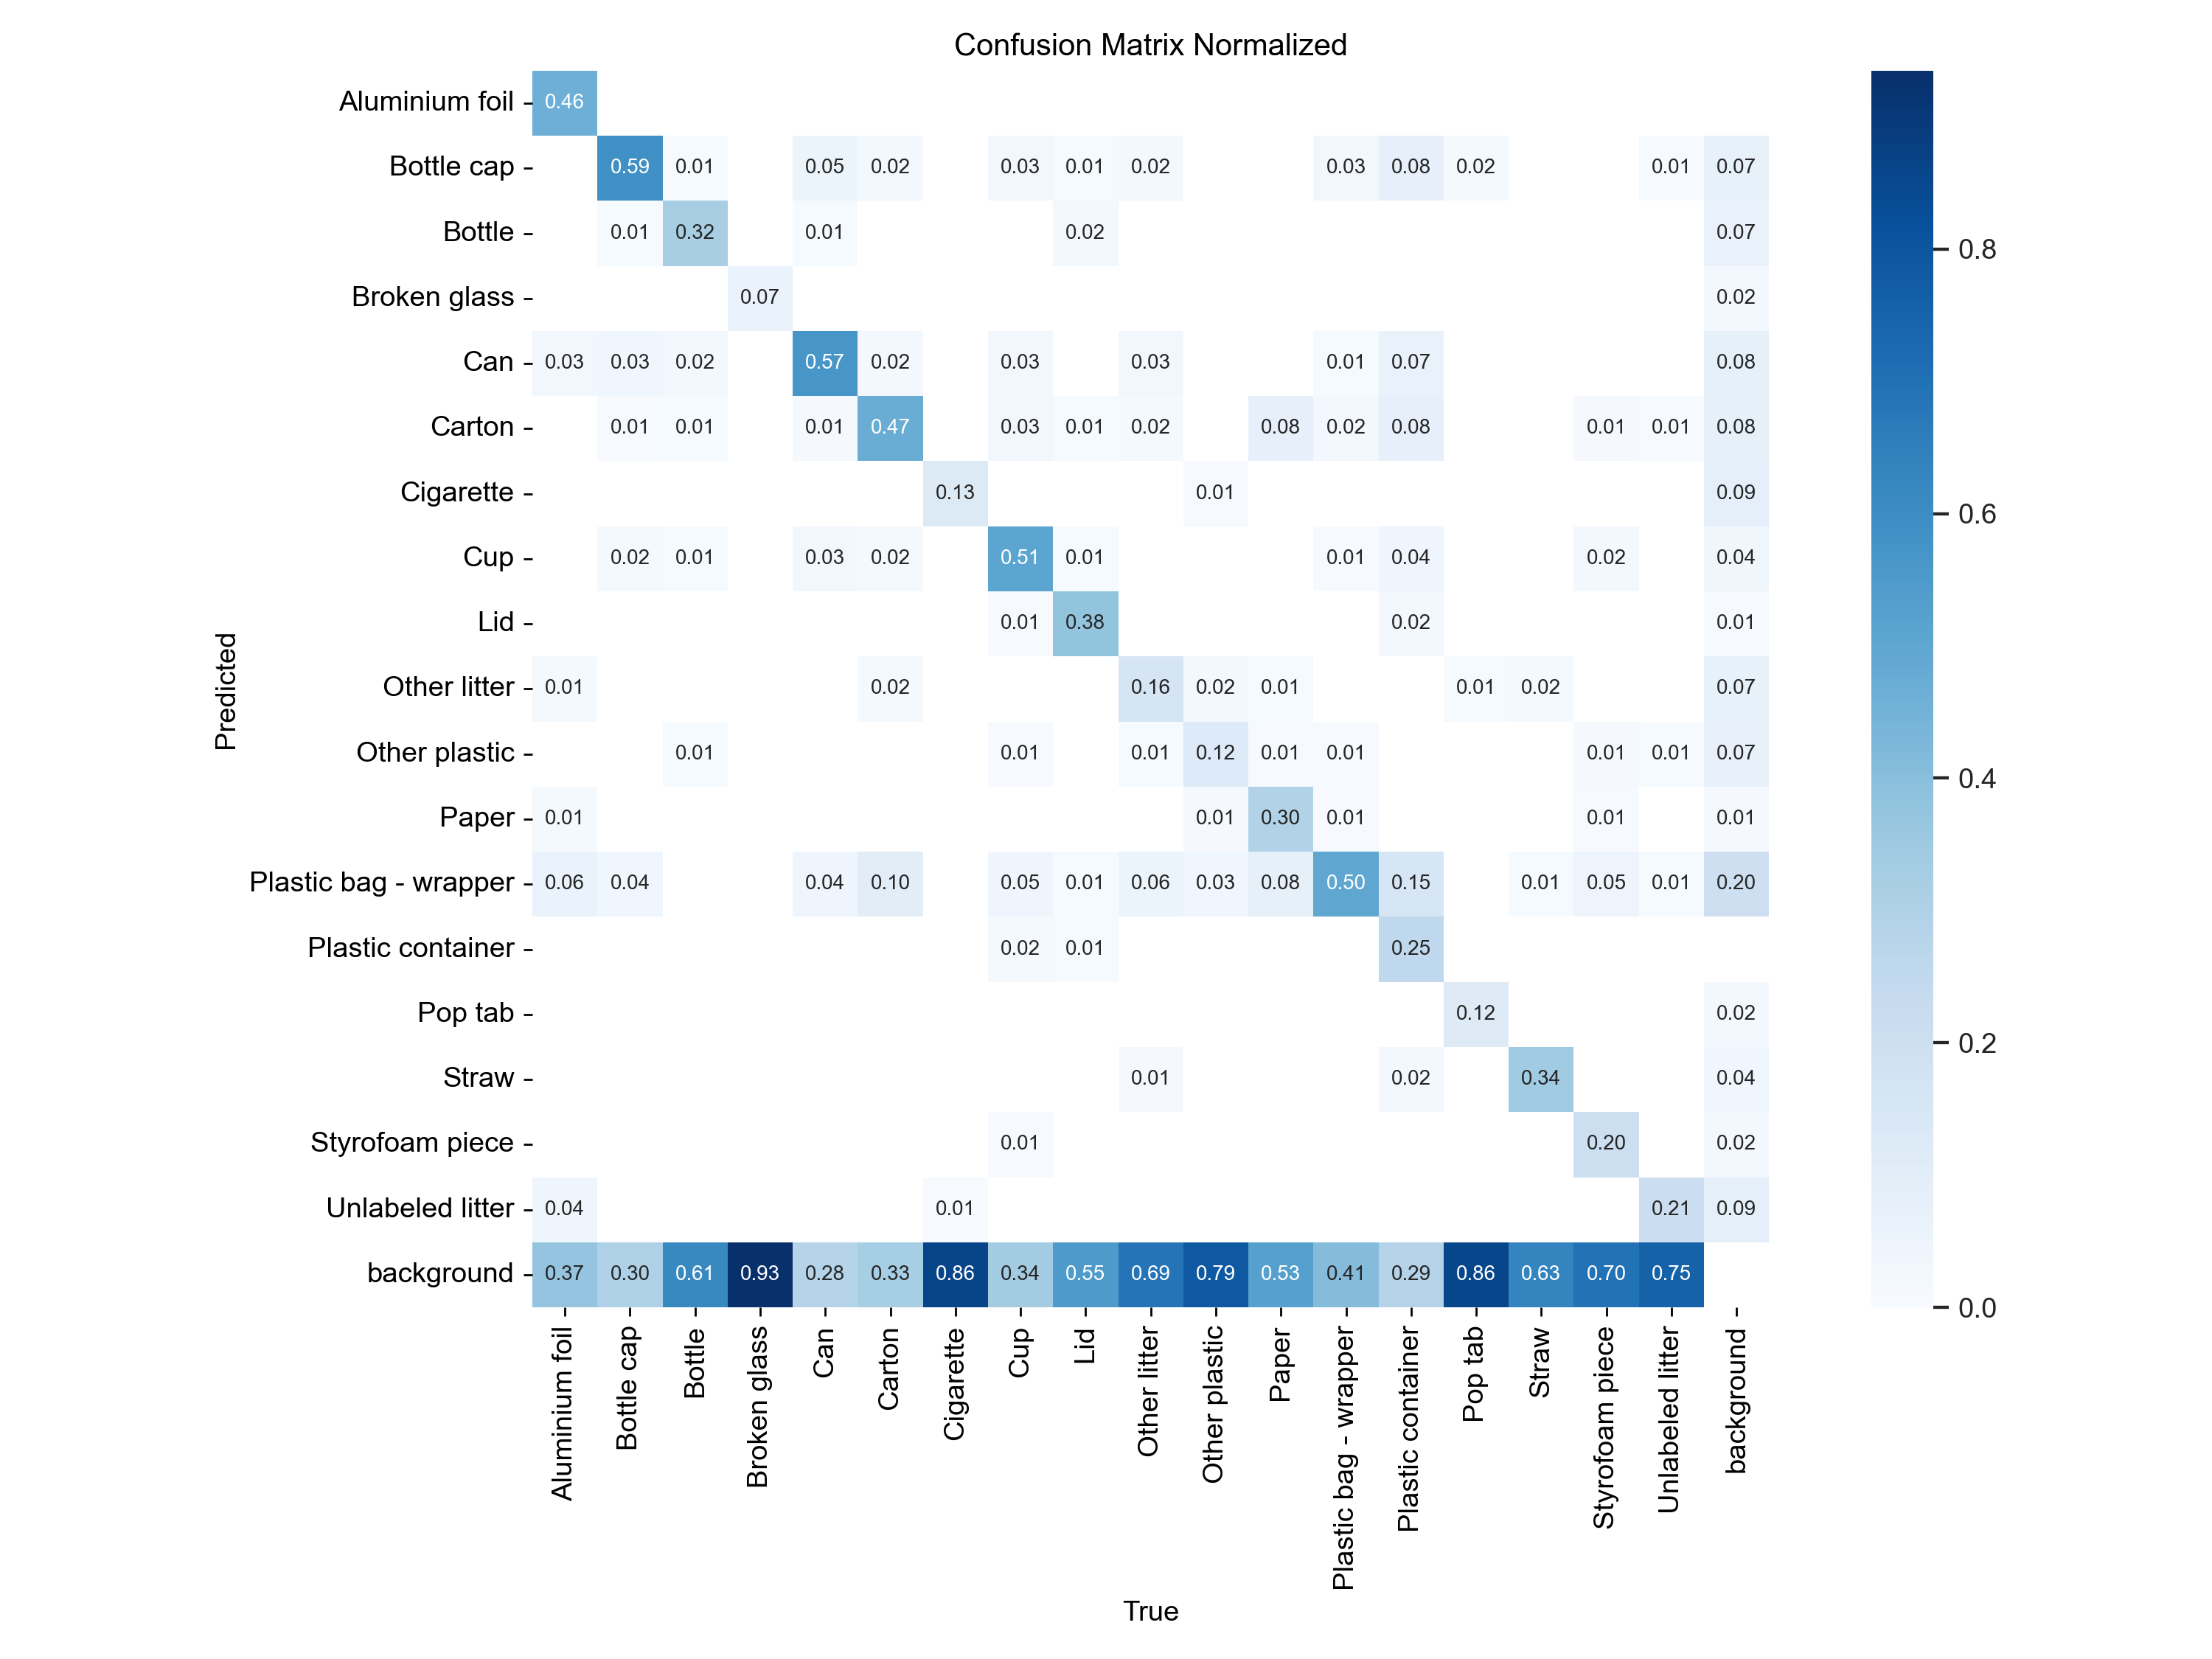 Confusion Matrix Normalized
Aluminium foil 0.46
Bottle cap 0.59 0.01 0.05 0.02 0.03 0.01 0.02 0.03 0.08 0.02 0.01 0.07
Bottle 0.01 0.32 0.01 0.02 0.07
Broken glass 0.07 0.02
Can 0.03 0.03 0.02 0.57 0.02 0.03 0.03 0.01 0.07 0.08
Carton 0.01 0.01 0.01 0.47 0.03 0.01 0.02 0.08 0.02 0.08 0.01 0.01 0.08
Cigarette 0.13 0.01 0.09
Cup 0.02 0.01 0.03 0.02 0.51 0.01 0.01 0.04 0.02 0.04
Lid 0.01 0.38 0.02 0.01
Other litter 0.01 0.02 0.16 0.02 0.01 0.01 0.02 0.07
Other plastic 0.01 0.01 0.01 0.12 0.01 0.01 0.01 0.01 0.07
Paper 0.01 0.01 0.30 0.01 0.01 0.01
Plastic bag - wrapper 0.06 0.04 0.04 0.10 0.05 0.01 0.06 0.03 0.08 0.50 0.15 0.01 0.05 0.01 0.20
Plastic container 0.02 0.01 0.25
Pop tab 0.12 0.02
Straw 0.01 0.02 0.34 0.04
Styrofoam piece 0.01 0.20 0.02
Unlabeled litter 0.04 0.01 0.21 0.09
background 0.37 0.30 0.61 0.93 0.28 0.33 0.86 0.34 0.55 0.69 0.79 0.53 0.41 0.29 0.86 0.63 0.70 0.75
Predicted
Aluminium foil
Bottle cap
Bottle
Broken glass
Can
Carton
Cigarette
Cup
Lid
Other litter
Other plastic
Paper
Plastic bag - wrapper
Plastic container
Pop tab
Straw
Styrofoam piece
Unlabeled litter
background
True
0.8
0.6
0.4
0.2
0.0